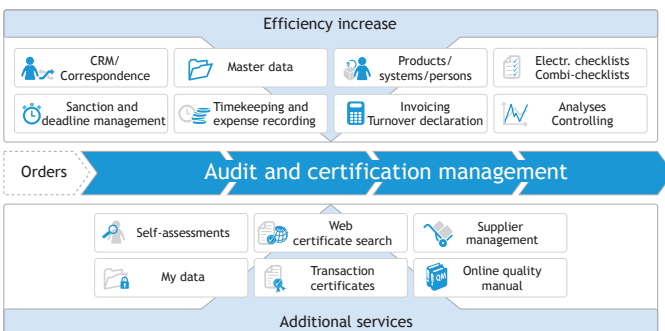 Efficiency increase
CRM/
Correspondence
Master data
Products/
systems/persons
Electr. checklists
Combi-checklists
Sanction and
deadline management
Timekeeping and
expense recording
Invoicing
Turnover declaration
Analyses
Controlling
Orders
Audit and certification management
Self-assessments
Web
certificate search
Supplier
management
My data
Transaction
certificates
QM
Online quality
manual
Additional services